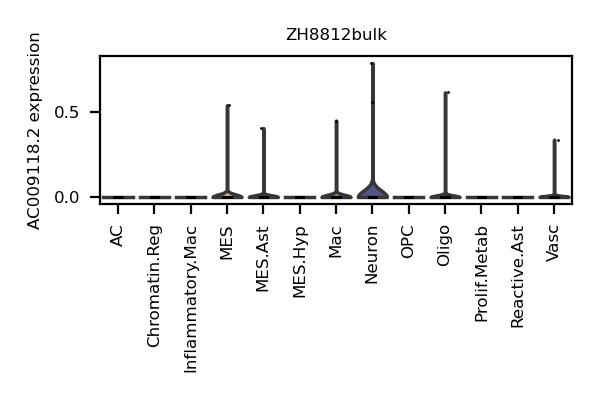 ZH8812bulk
AC009118.2 expression
0.5
0.0
AC
Chromatin.Reg
Inflammatory.Mac
MES
MES.Ast
MES.Hyp
Mac
Neuron
OPC
Oligo
Prolif.Metab
Reactive.Ast
Vasc